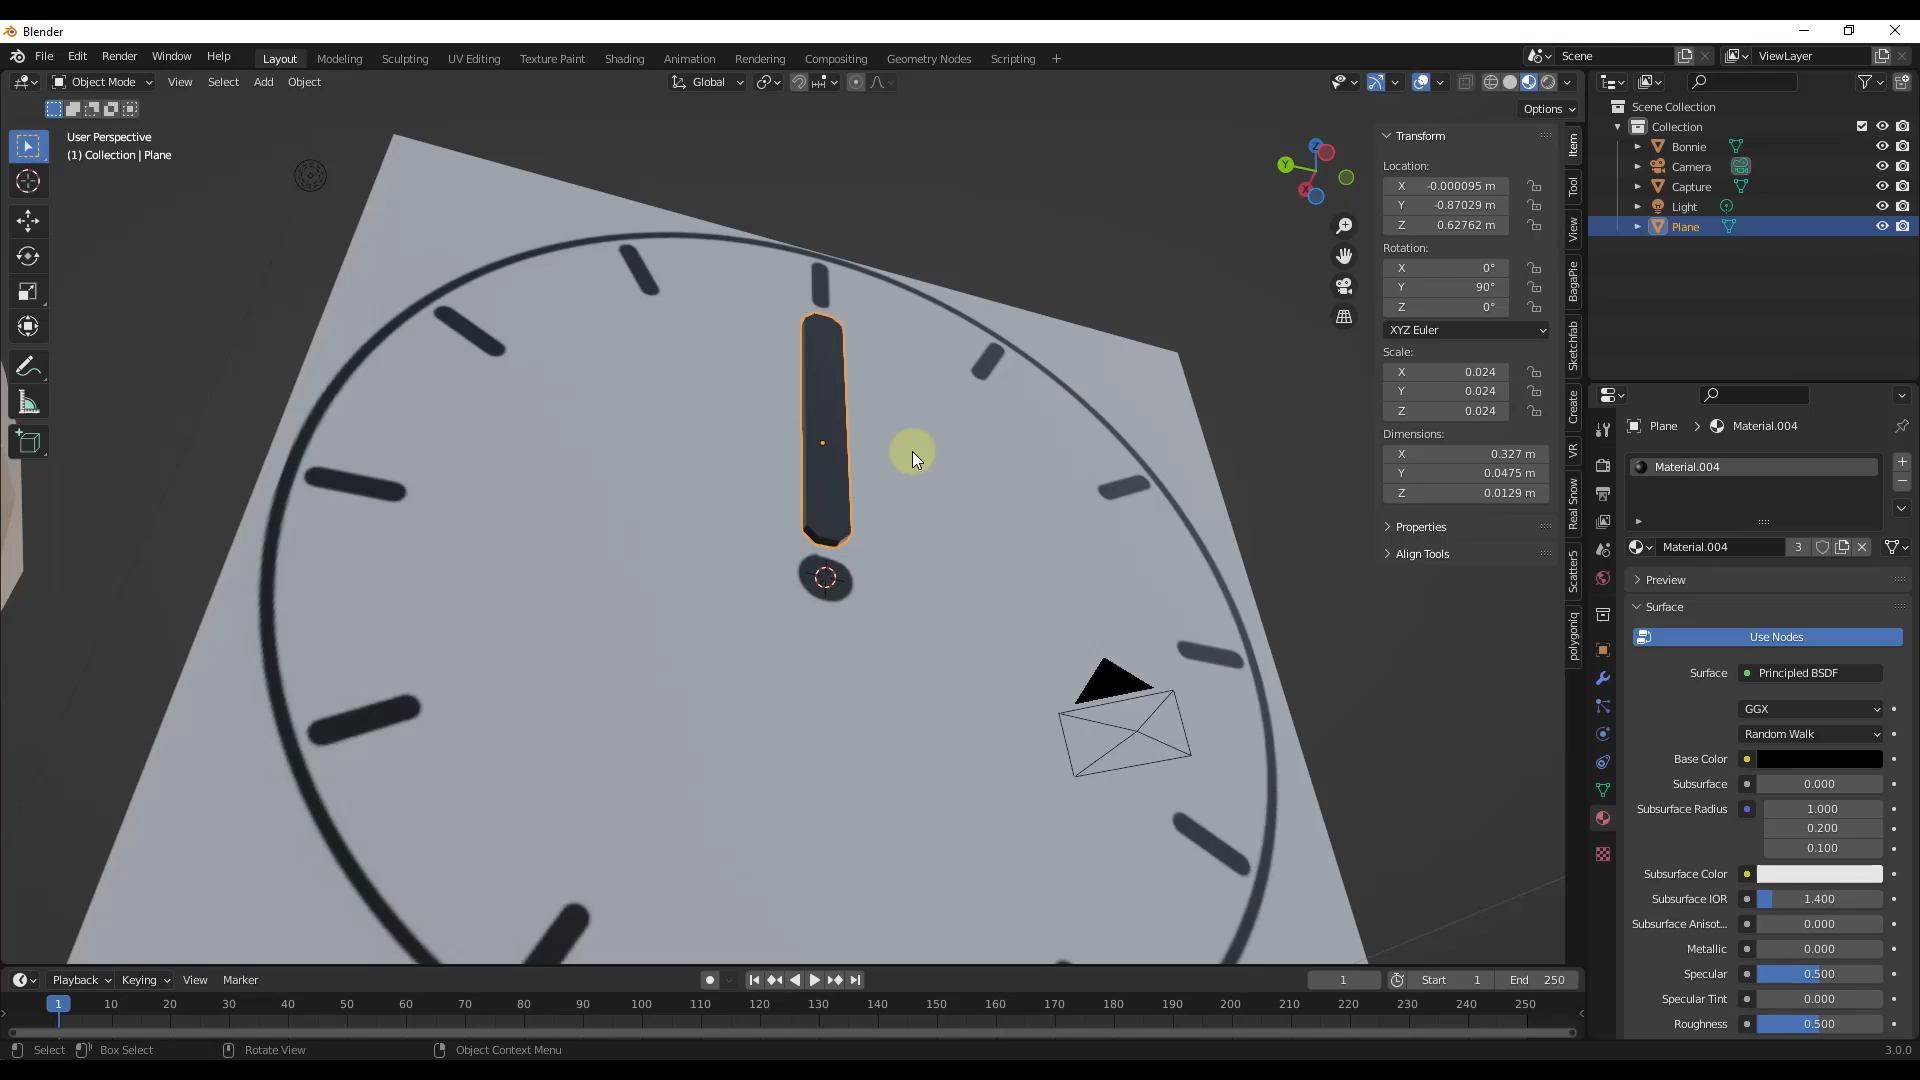 Blender
File Edit Render Window Help Layout Modeling Sculpting UV Editing Texture Paint Shading Animation Rendering Compositing Geometry Nodes Scripting + Scene ViewLayer
Object Mode View Select Add Object Global
Options
User Perspective
(1) Collection | Plane
Z
Y
X
Transform
Location:
X -0.000095 m
Y -0.87029 m
Z 0.62762 m
Rotation:
X 0°
Y 90°
Z 0°
XYZ Euler
Scale:
X 0.024
Y 0.024
Z 0.024
Dimensions:
X 0.327 m
Y 0.0475 m
Z 0.0129 m
Properties
Align Tools
Item
Tool
View
BagaPie
Sketchfab
Create
VR
Real Snow
Scatter5
polygoniq
Scene Collection
Collection
Bonnie
Camera
Capture
Light
Plane
Plane > Material.004
Material.004
Material.004 3
Preview
Surface
Use Nodes
Surface Principled BSDF
GGX
Random Walk
Base Color
Subsurface 0.000
Subsurface Radius 1.000
0.200
0.100
Subsurface Color
Subsurface IOR 1.400
Subsurface Anisot... 0.000
Metallic 0.000
Specular 0.500
Specular Tint 0.000
Roughness 0.500
Playback Keying View Marker 1 Start 1 End 250
1 10 20 30 40 50 60 70 80 90 100 110 120 130 140 150 160 170 180 190 200 210 220 230 240 250
Select Box Select Rotate View Object Context Menu 3.0.0